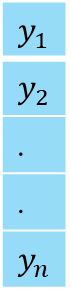 y₁
y₂
.
.
yₙ